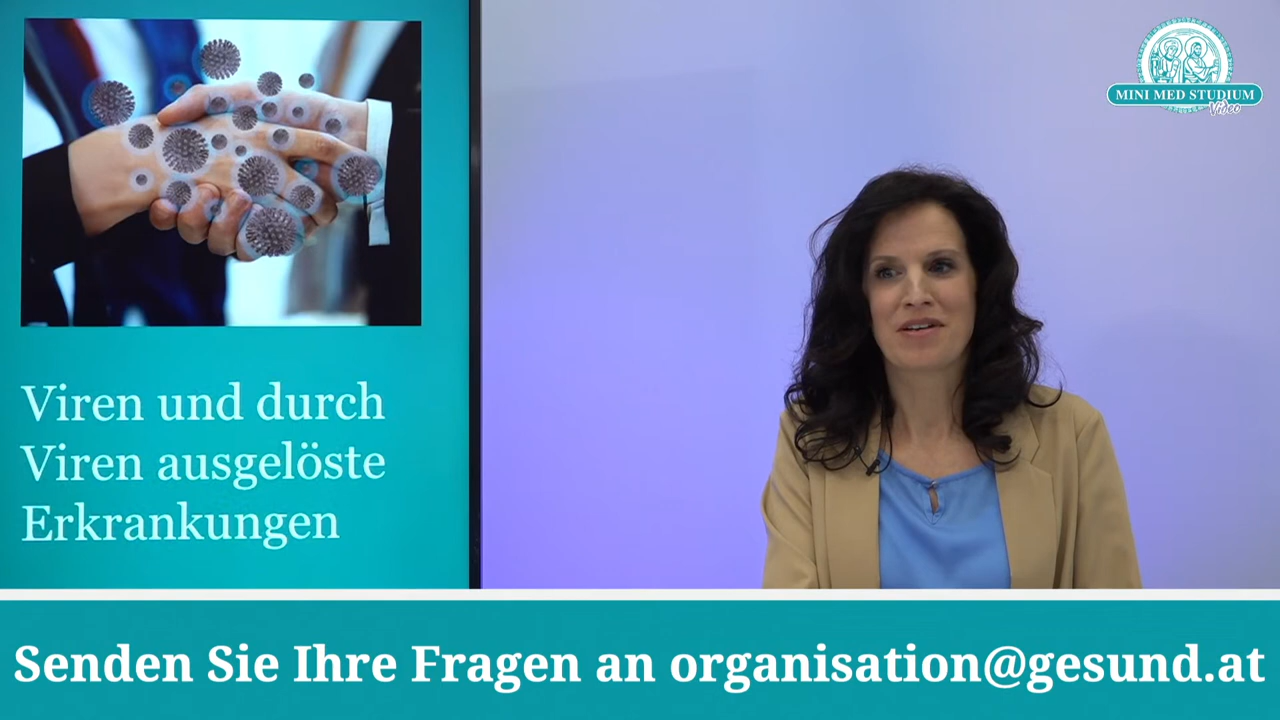 MINI MED STUDIUM
Video
Viren und durch
Viren ausgelöste
Erkrankungen
Senden Sie Ihre Fragen an organisation@gesund.at